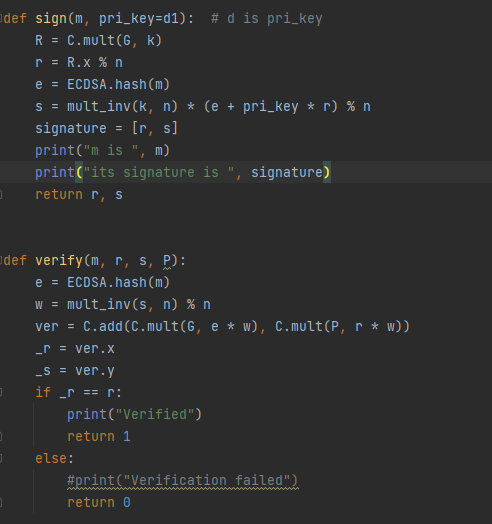 def sign(m, pri_key=d1):  # d is pri_key
    R = C.mult(G, k)
    r = R.x % n
    e = ECDSA.hash(m)
    s = mult_inv(k, n) * (e + pri_key * r) % n
    signature = [r, s]
    print("m is ", m)
    print("its signature is ", signature)
    return r, s
def verify(m, r, s, P):
    e = ECDSA.hash(m)
    w = mult_inv(s, n) % n
    ver = C.add(C.mult(G, e * w), C.mult(P, r * w))
    _r = ver.x
    _s = ver.y
    if _r == r:
        print("Verified")
        return 1
    else:
        #print("Verification failed")
        return 0